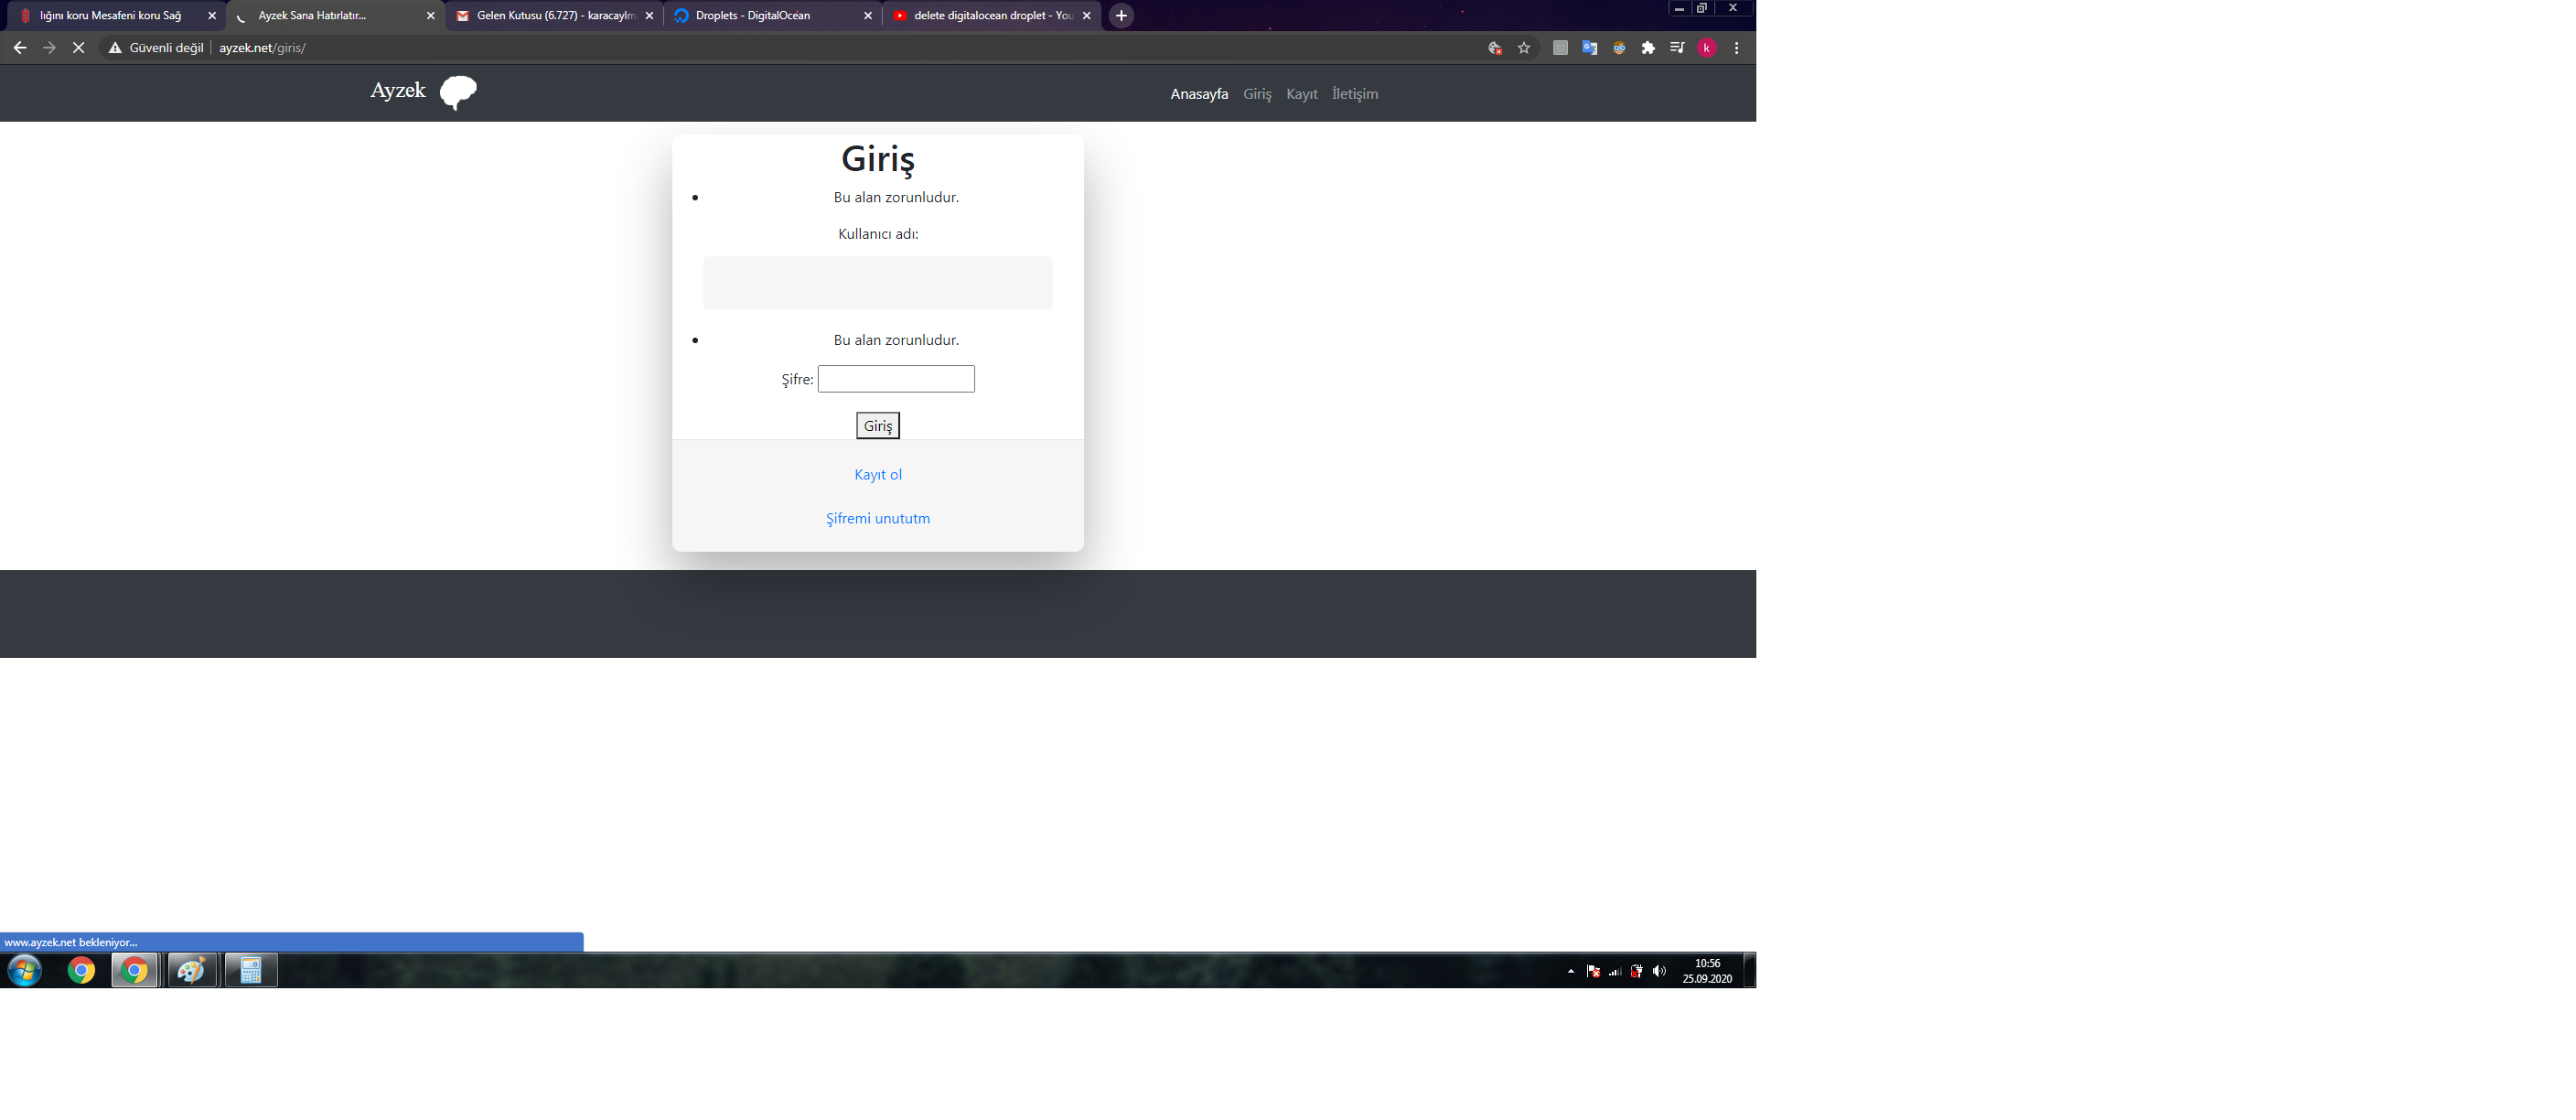 lığını koru Mesafeni koru Sağ
Ayzek Sana Hatırlatır...
Gelen Kutusu (6.727) - karacaylm
Droplets - DigitalOcean
delete digitalocean droplet - You
Güvenli değil
ayzek.net/giris/
k
Ayzek
Anasayfa Giriş Kayıt İletişim
Giriş
Bu alan zorunludur.
Kullanıcı adı:
Bu alan zorunludur.
Şifre:
Giriş
Kayıt ol
Şifremi unututm
www.ayzek.net bekleniyor...
10:56
25.09.2020